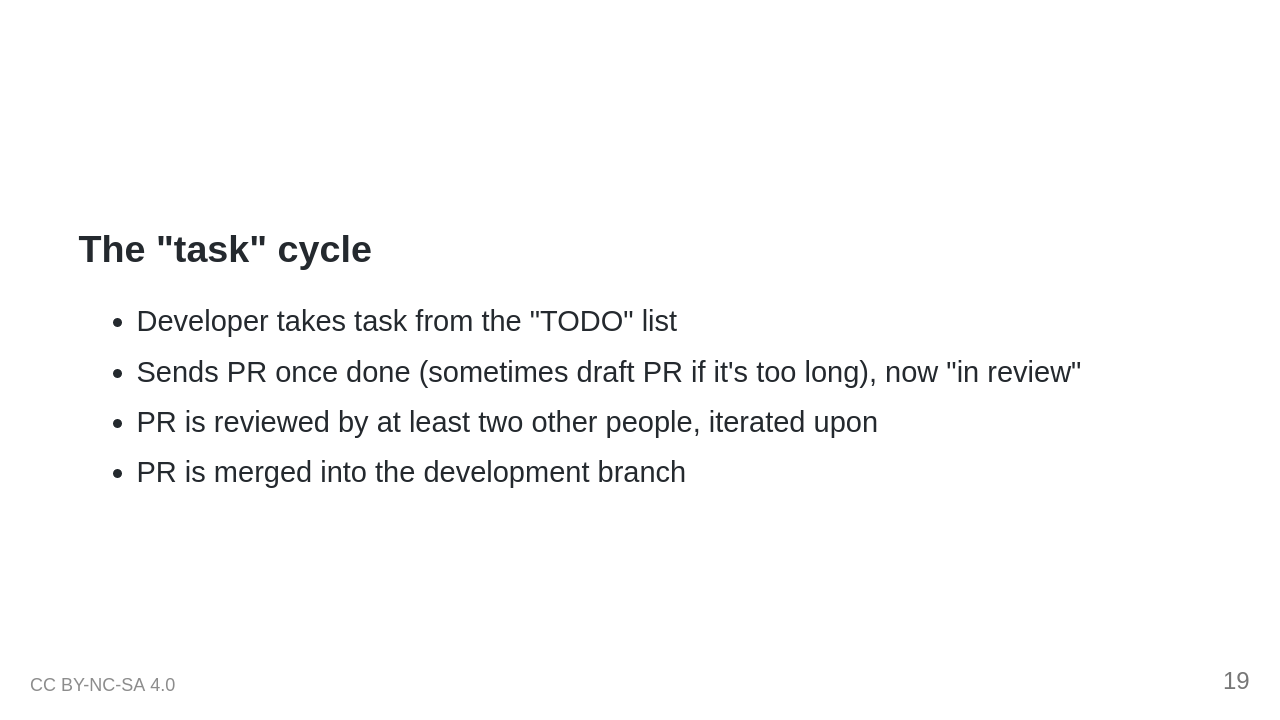 The "task" cycle
• Developer takes task from the "TODO" list
• Sends PR once done (sometimes draft PR if it's too long), now "in review"
• PR is reviewed by at least two other people, iterated upon
• PR is merged into the development branch
CC BY-NC-SA 4.0
19